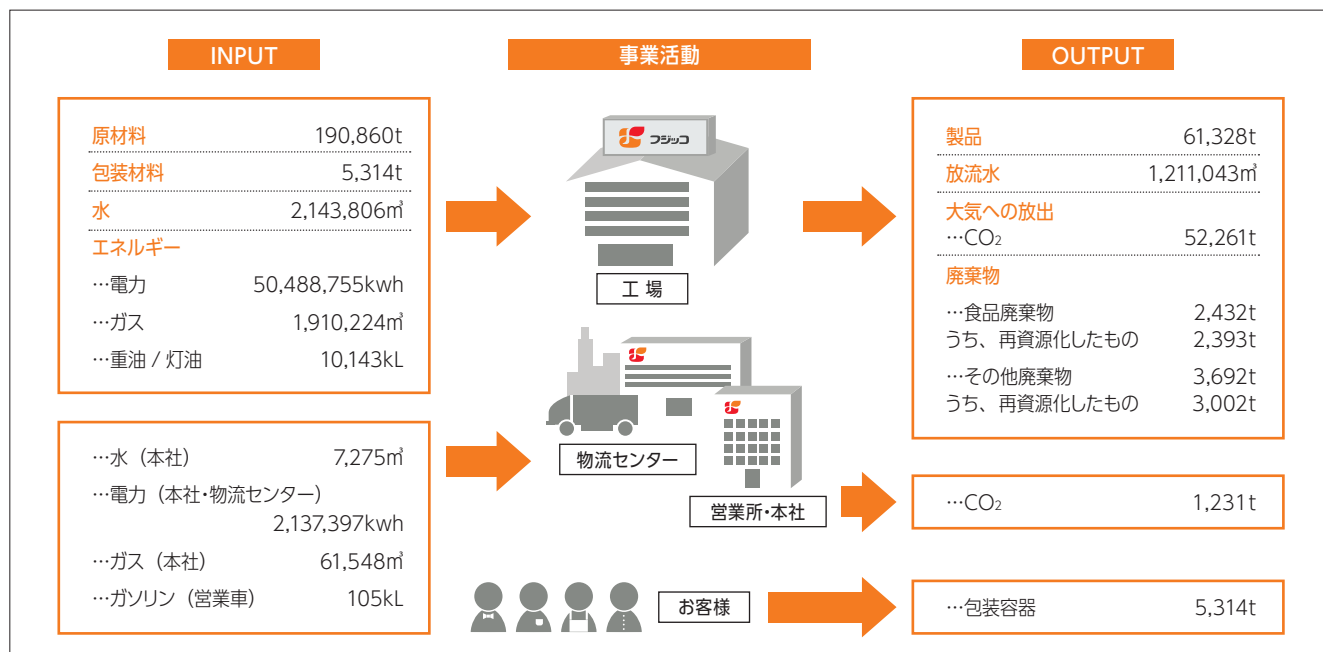 INPUT
事業活動
OUTPUT
原材料 190,860t
包装材料 5,314t
水 2,143,806㎥
エネルギー
…電力 50,488,755kwh
…ガス 1,910,224㎥
…重油 / 灯油 10,143kL
…水（本社） 7,275㎥
…電力（本社・物流センター）
2,137,397kwh
…ガス（本社） 61,548㎥
…ガソリン（営業車） 105kL
フジッコ
工 場
物流センター
営業所・本社
お客様
製品 61,328t
放流水 1,211,043㎥
大気への放出
…CO₂ 52,261t
廃棄物
…食品廃棄物 2,432t
うち、再資源化したもの 2,393t
…その他廃棄物 3,692t
うち、再資源化したもの 3,002t
…CO₂ 1,231t
…包装容器 5,314t